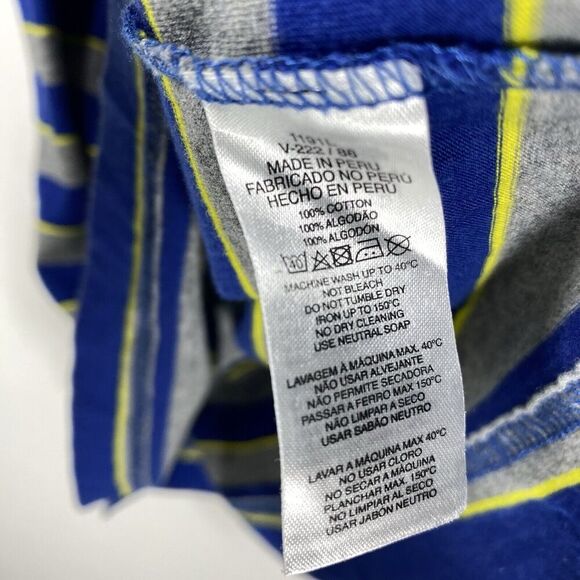 1191L
V-222 / 86
MADE IN PERU
FABRICADO NO PERÚ
HECHO EN PERÚ
100% COTTON
100% ALGODÃO
100% ALGODÓN
MACHINE WASH UP TO 40°C
NOT BLEACH
DO NOT TUMBLE DRY
IRON UP TO 150°C
NO DRY CLEANING
USE NEUTRAL SOAP
LAVAGEM À MÁQUINA MAX. 40°C
NÃO USAR ALVEJANTE
NÃO PERMITE SECADORA
PASSAR A FERRO MAX 150°C
NÃO LIMPAR A SECO
USAR SABÃO NEUTRO
LAVAR A MÁQUINA MAX 40°C
NO USAR CLORO
NO SECAR A MÁQUINA
PLANCHAR MAX. 150°C
NO LIMPIAR AL SECO
USAR JABÓN NEUTRO